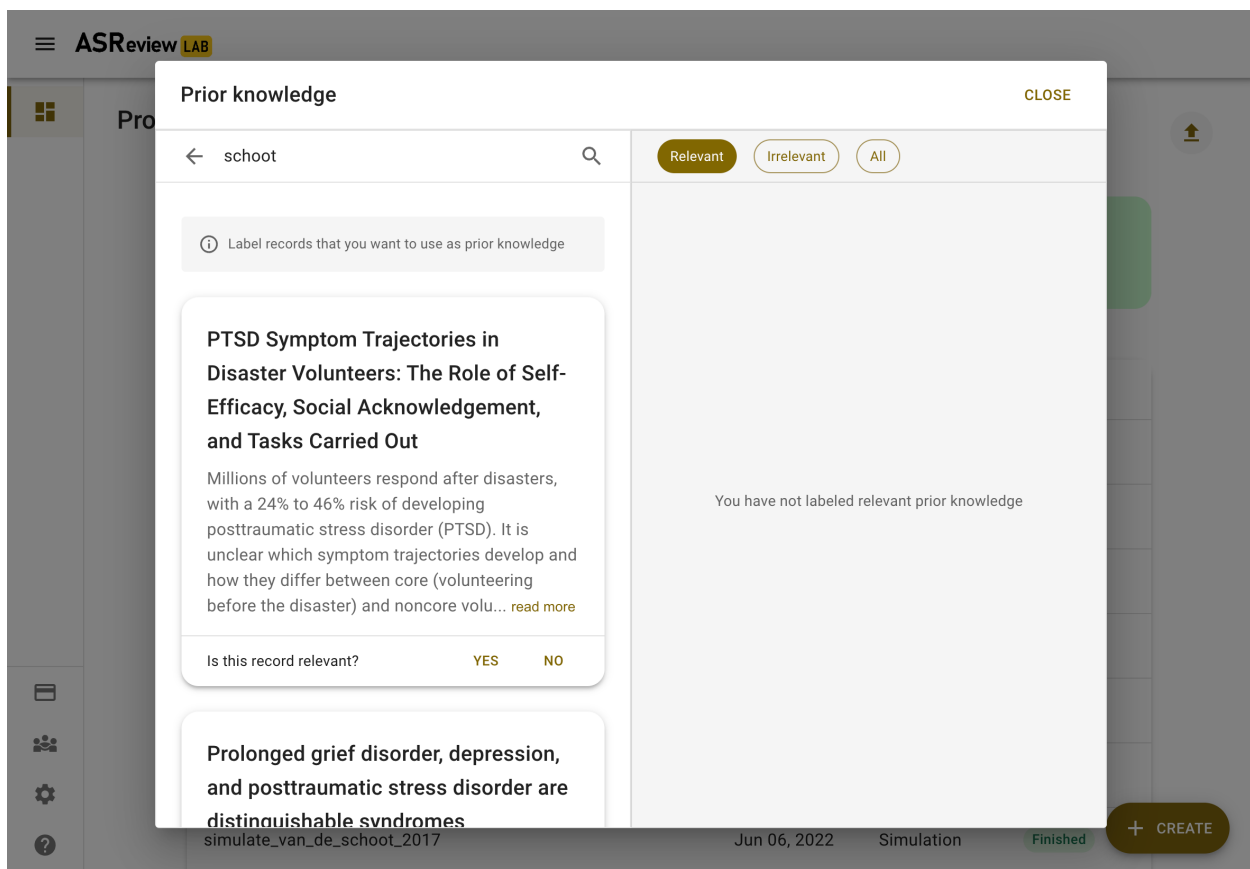 ASReview LAB
Pro
Prior knowledge
CLOSE
schoot
Relevant
Irrelevant
All
Label records that you want to use as prior knowledge
PTSD Symptom Trajectories in
Disaster Volunteers: The Role of Self-
Efficacy, Social Acknowledgement,
and Tasks Carried Out
Millions of volunteers respond after disasters,
with a 24% to 46% risk of developing
posttraumatic stress disorder (PTSD). It is
unclear which symptom trajectories develop and
how they differ between core (volunteering
before the disaster) and noncore volu... read more
Is this record relevant? YES NO
Prolonged grief disorder, depression,
and posttraumatic stress disorder are
distinguishable syndromes
You have not labeled relevant prior knowledge
simulate_van_de_schoot_2017 Jun 06, 2022 Simulation Finished
+ CREATE